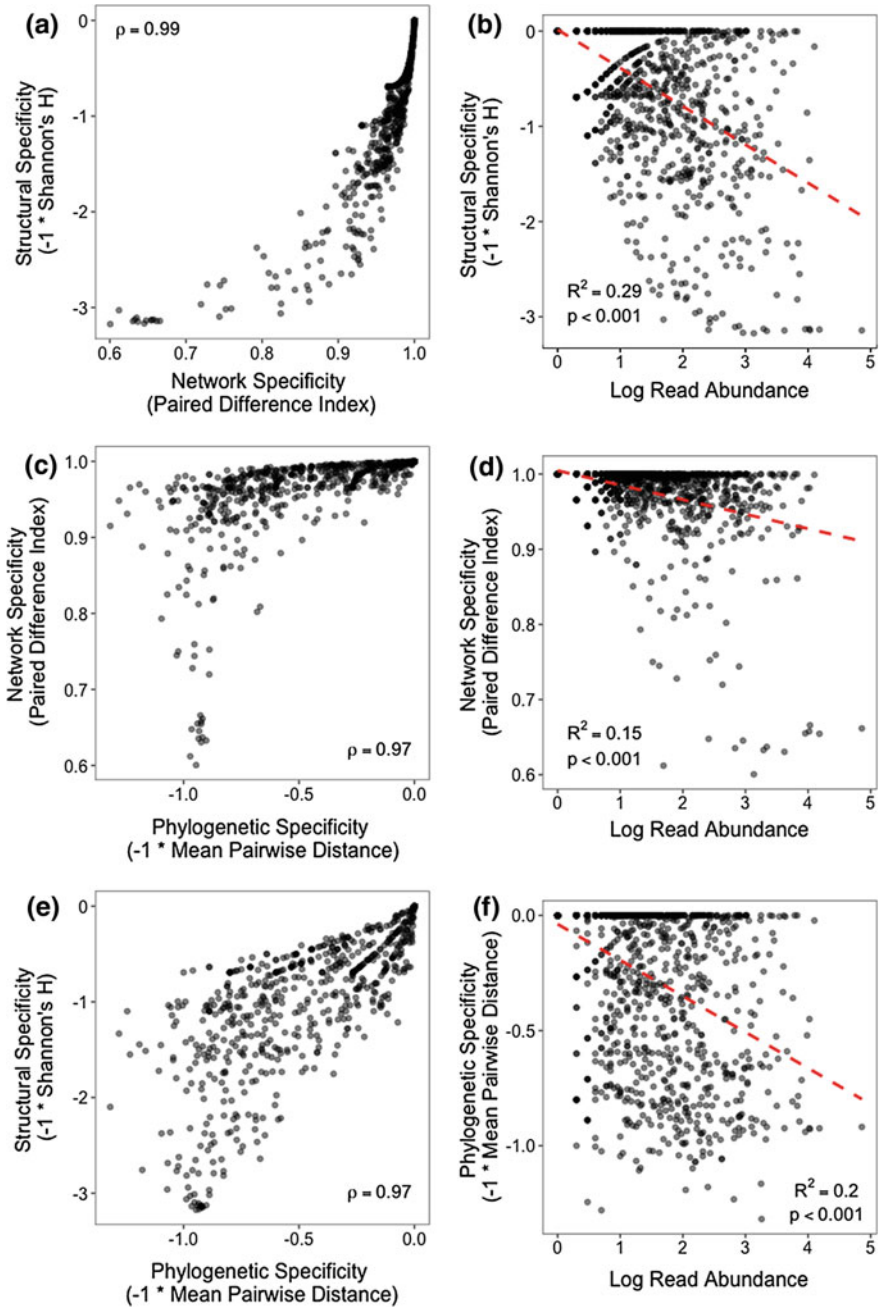 (a)
ρ = 0.99
0
-1
-2
-3
Structural Specificity
(-1 * Shannon's H)
0.6 0.7 0.8 0.9 1.0
Network Specificity
(Paired Difference Index)
(b)
0
-1
-2
-3
Structural Specificity
(-1 * Shannon's H)
R² = 0.29
p < 0.001
0 1 2 3 4 5
Log Read Abundance
(c)
1.0
0.9
0.8
0.7
0.6
Network Specificity
(Paired Difference Index)
ρ = 0.97
-1.0 -0.5 0.0
Phylogenetic Specificity
(-1 * Mean Pairwise Distance)
(d)
1.0
0.9
0.8
0.7
0.6
Network Specificity
(Paired Difference Index)
R² = 0.15
p < 0.001
0 1 2 3 4 5
Log Read Abundance
(e)
0
-1
-2
-3
Structural Specificity
(-1 * Shannon's H)
ρ = 0.97
-1.0 -0.5 0.0
Phylogenetic Specificity
(-1 * Mean Pairwise Distance)
(f)
0.0
-0.5
-1.0
Phylogenetic Specificity
(-1 * Mean Pairwise Distance)
R² = 0.2
p < 0.001
0 1 2 3 4 5
Log Read Abundance